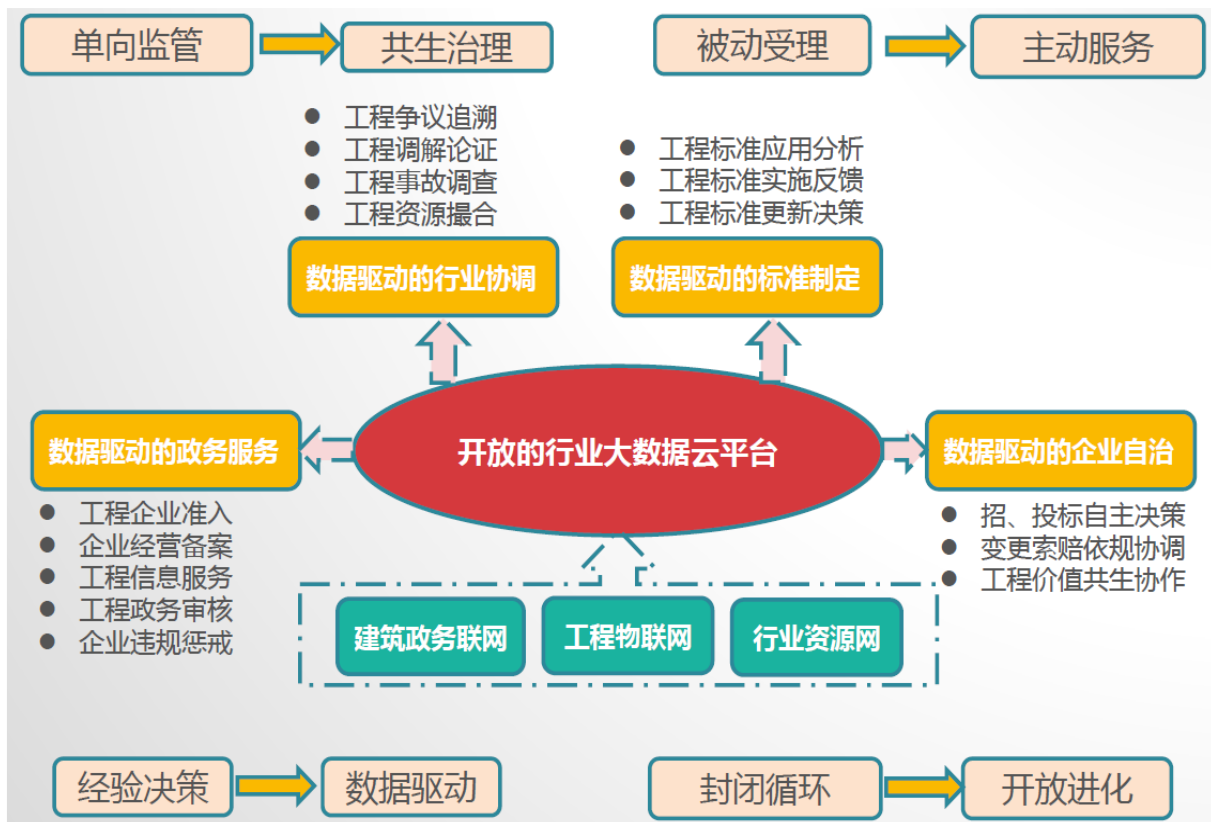 单向监管
共生治理
被动受理
主动服务
工程争议追溯
工程调解论证
工程事故调查
工程资源撮合
工程标准应用分析
工程标准实施反馈
工程标准更新决策
数据驱动的行业协调
数据驱动的标准制定
数据驱动的政务服务
开放的行业大数据云平台
数据驱动的企业自治
工程企业准入
企业经营备案
工程信息服务
工程政务审核
企业违规惩戒
招、投标自主决策
变更索赔依规协调
工程价值共生协作
建筑政务联网
工程物联网
行业资源网
经验决策
数据驱动
封闭循环
开放进化